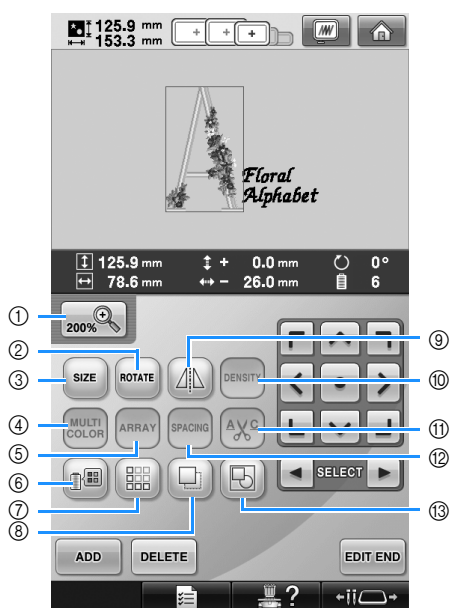 125.9 mm
153.3 mm
Floral
Alphabet
125.9 mm + 0.0 mm 0°
78.6 mm - 26.0 mm 6
① 200%
② ⑨
③ SIZE ROTATE DENSITY ⑩
④ MULTI COLOR ARRAY SPACING A C ⑪
⑤ ⑫
⑥ SELECT
⑦ ⑬
⑧
ADD DELETE EDIT END
?